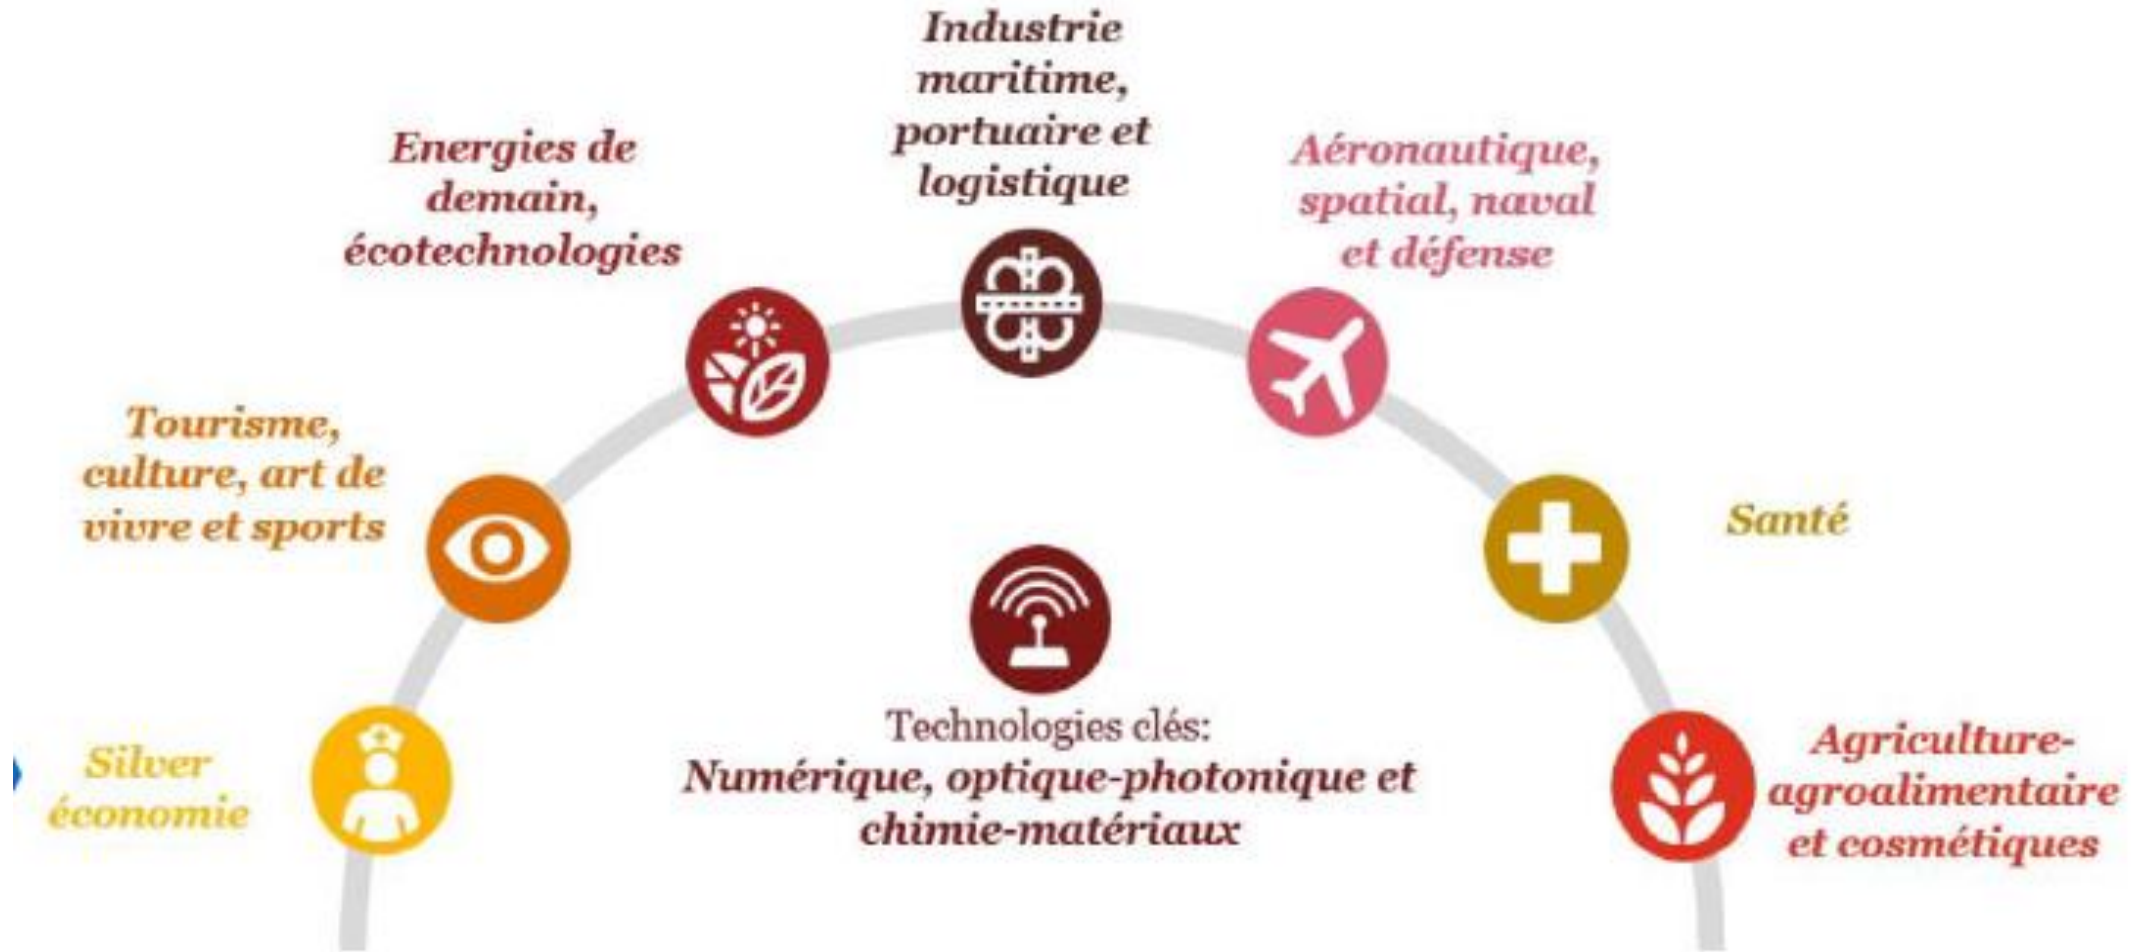 Industrie
maritime,
portuaire et
logistique
Energies de
demain,
écotechnologies
Aéronautique,
spatial, naval
et défense
Tourisme,
culture, art de
vivre et sports
Santé
Silver
économie
Technologies clés:
Numérique, optique-photonique et
chimie-matériaux
Agriculture-
agroalimentaire
et cosmétiques